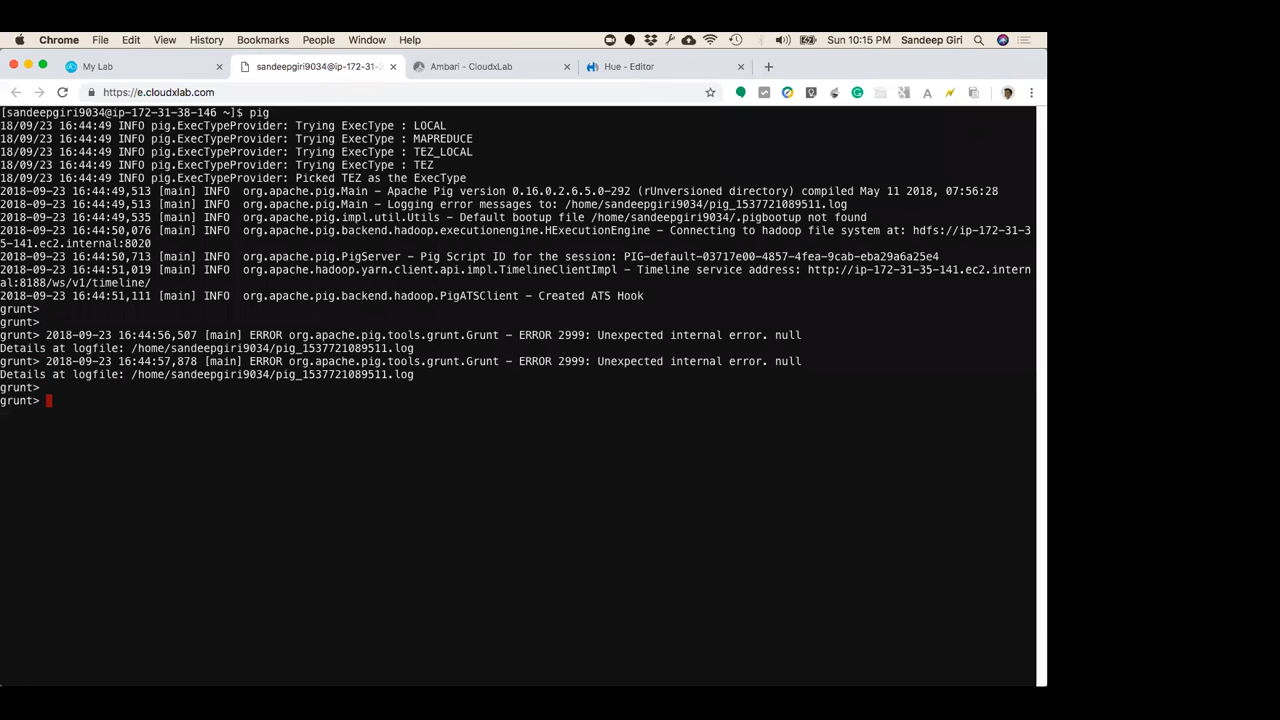 Chrome File Edit View History Bookmarks People Window Help Sun 10:15 PM Sandeep Giri
My Lab sandeepgiri9034@ip-172-31-3 Ambari - CloudxLab Hue - Editor
https://e.cloudxlab.com
[sandeepgiri9034@ip-172-31-38-146 ~]$ pig
18/09/23 16:44:49 INFO pig.ExecTypeProvider: Trying ExecType : LOCAL
18/09/23 16:44:49 INFO pig.ExecTypeProvider: Trying ExecType : MAPREDUCE
18/09/23 16:44:49 INFO pig.ExecTypeProvider: Trying ExecType : TEZ_LOCAL
18/09/23 16:44:49 INFO pig.ExecTypeProvider: Trying ExecType : TEZ
18/09/23 16:44:49 INFO pig.ExecTypeProvider: Picked TEZ as the ExecType
2018-09-23 16:44:49,513 [main] INFO  org.apache.pig.Main - Apache Pig version 0.16.0.2.6.5.0-292 (rUnversioned directory) compiled May 11 2018, 07:56:28
2018-09-23 16:44:49,513 [main] INFO  org.apache.pig.Main - Logging error messages to: /home/sandeepgiri9034/pig_1537721089511.log
2018-09-23 16:44:49,535 [main] INFO  org.apache.pig.impl.util.Utils - Default bootup file /home/sandeepgiri9034/.pigbootup not found
2018-09-23 16:44:50,076 [main] INFO  org.apache.pig.backend.hadoop.executionengine.HExecutionEngine - Connecting to hadoop file system at: hdfs://ip-172-31-3
5-141.ec2.internal:8020
2018-09-23 16:44:50,713 [main] INFO  org.apache.pig.PigServer - Pig Script ID for the session: PIG-default-03717e00-4857-4fea-9cab-eba29a6a25e4
2018-09-23 16:44:51,019 [main] INFO  org.apache.hadoop.yarn.client.api.impl.TimelineClientImpl - Timeline service address: http://ip-172-31-35-141.ec2.intern
al:8188/ws/v1/timeline/
2018-09-23 16:44:51,111 [main] INFO  org.apache.pig.backend.hadoop.PigATSClient - Created ATS Hook
grunt>
grunt>
grunt> 2018-09-23 16:44:56,507 [main] ERROR org.apache.pig.tools.grunt.Grunt - ERROR 2999: Unexpected internal error. null
Details at logfile: /home/sandeepgiri9034/pig_1537721089511.log
grunt> 2018-09-23 16:44:57,878 [main] ERROR org.apache.pig.tools.grunt.Grunt - ERROR 2999: Unexpected internal error. null
Details at logfile: /home/sandeepgiri9034/pig_1537721089511.log
grunt>
grunt>